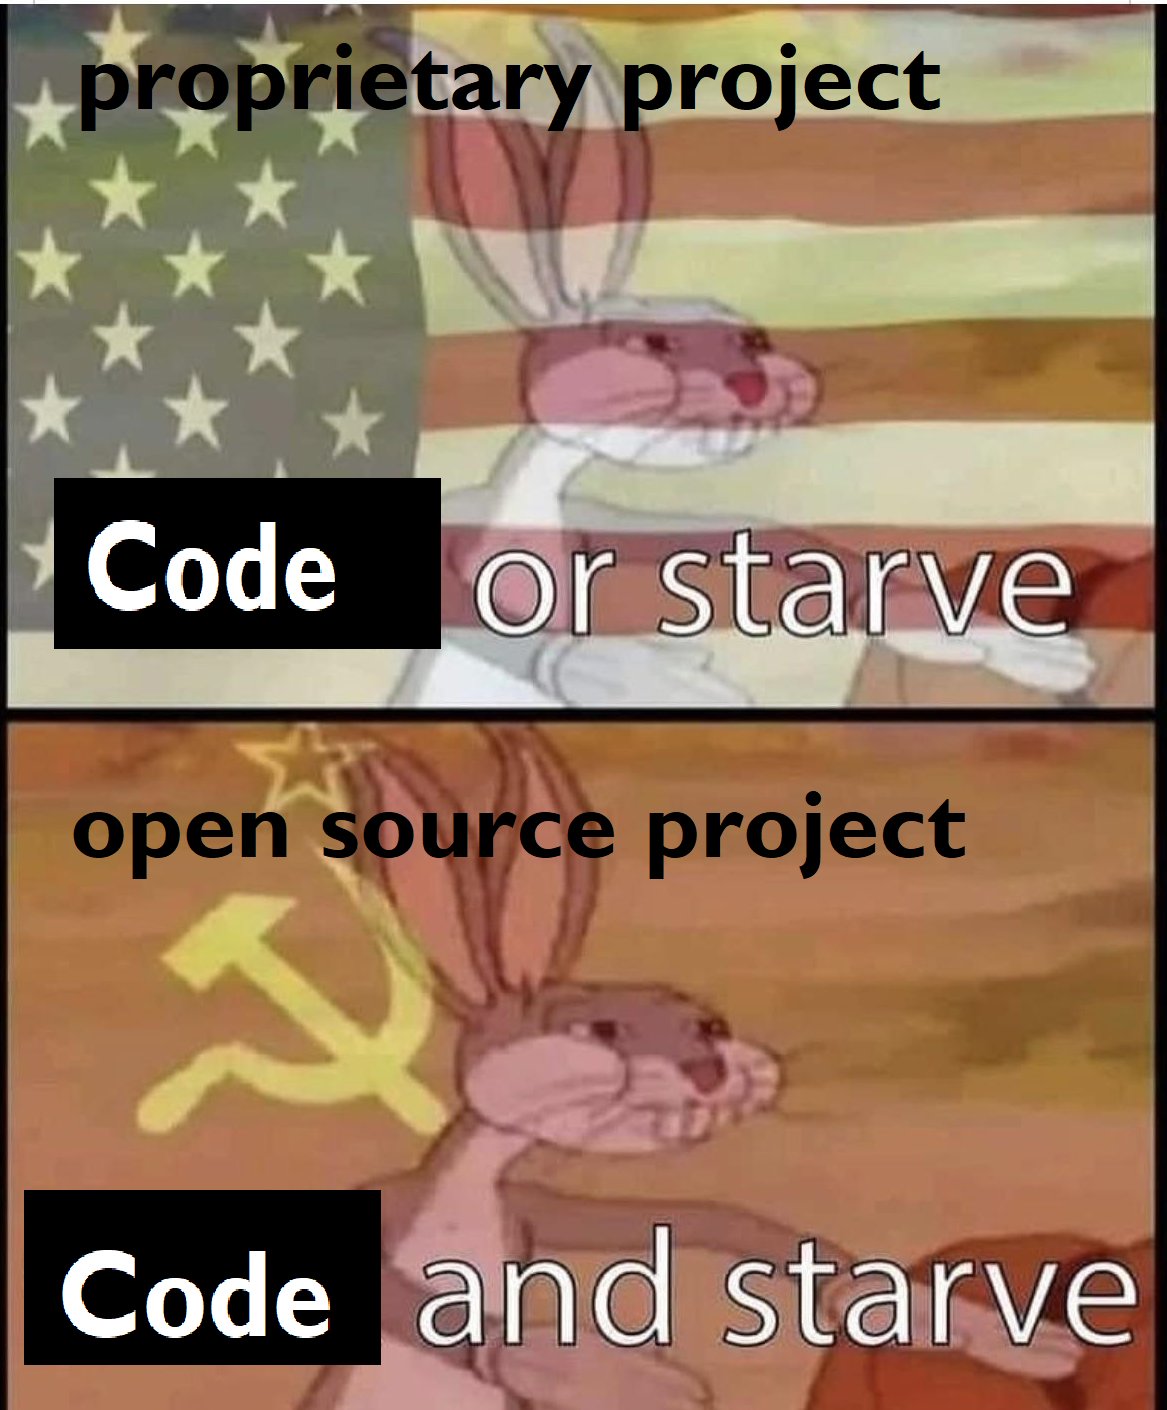 proprietary project
Code or starve
open source project
Code and starve